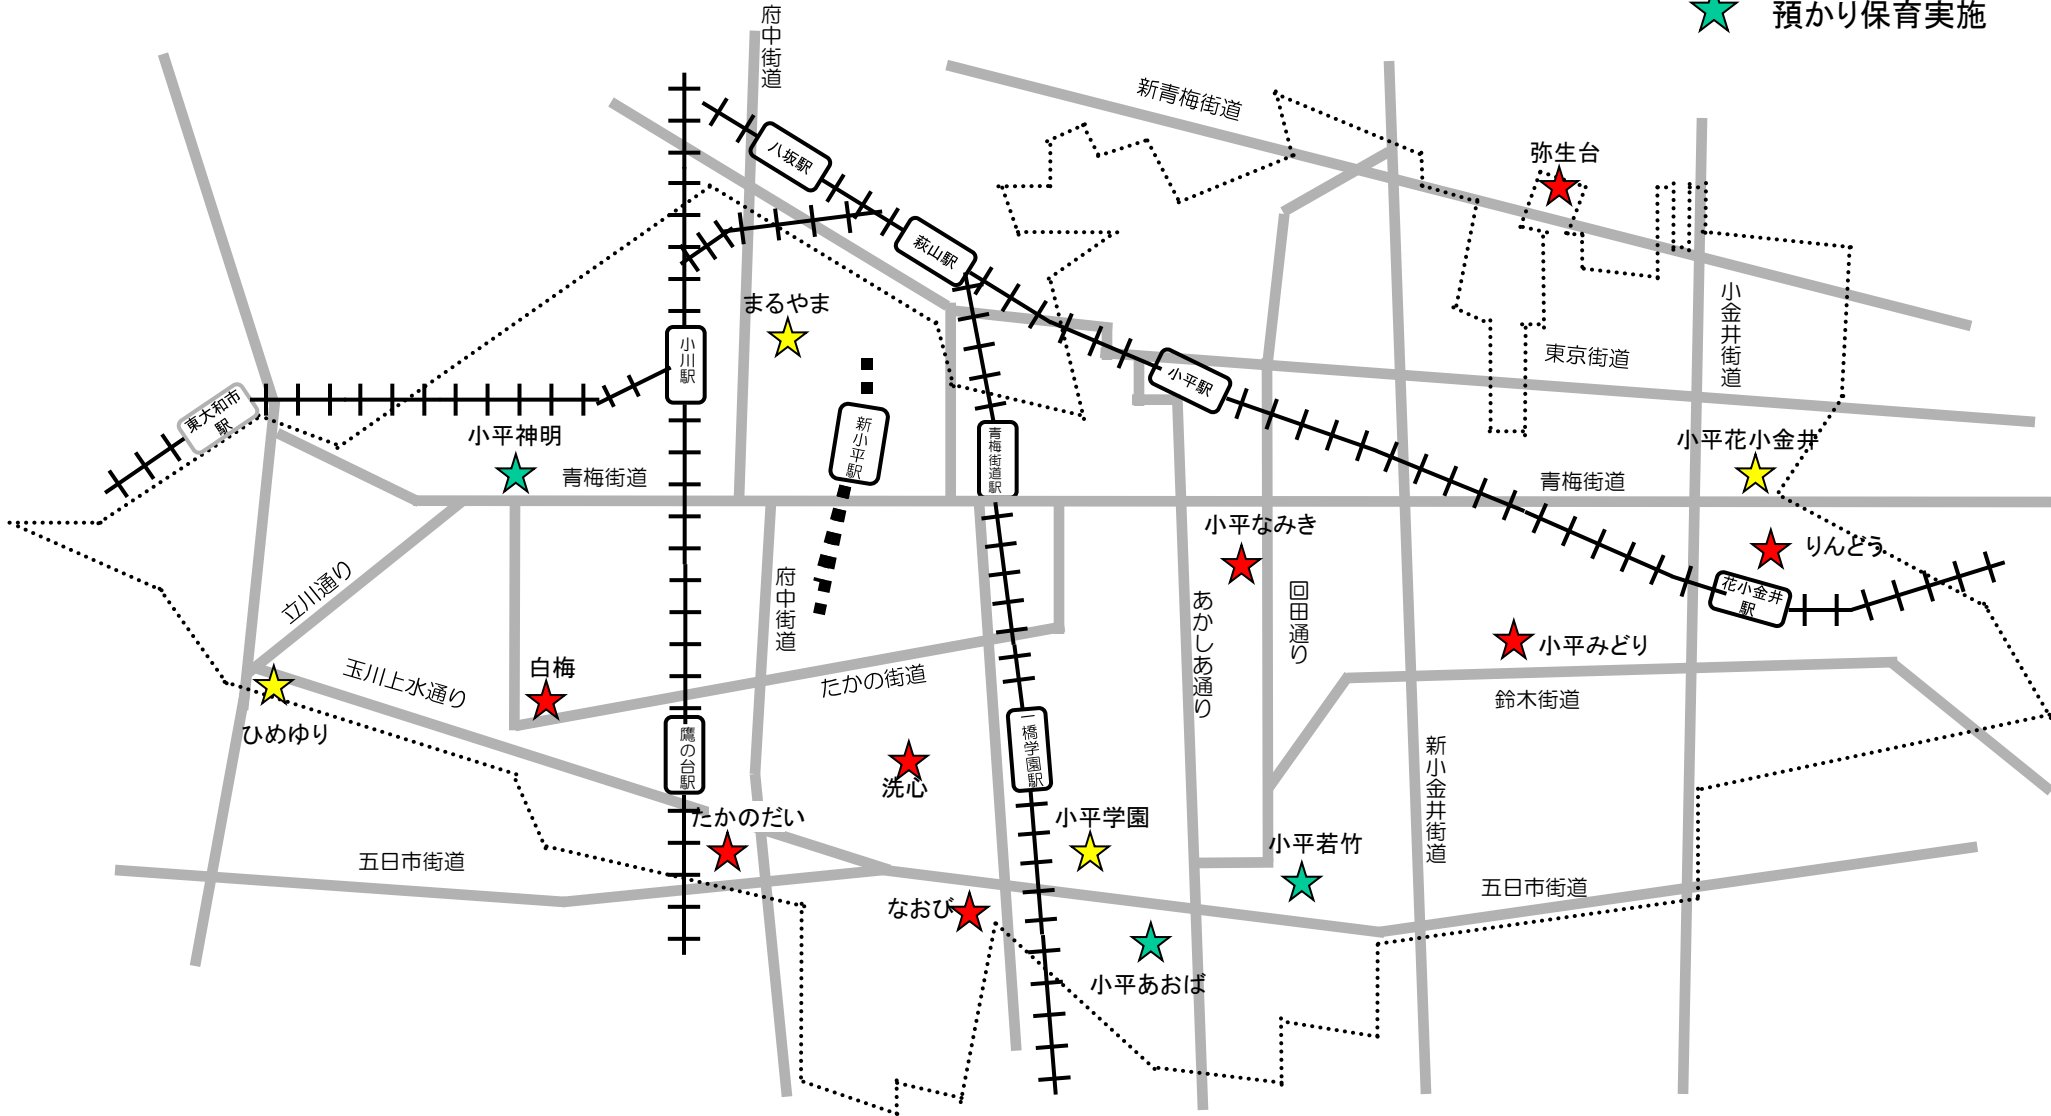 預かり保育実施
府中街道
新青梅街道
八坂駅
弥生台
萩山駅
まるやま
小金井街道
小川駅
東京街道
小平駅
東大和市
駅
小平神明
新小平駅
青梅街道駅
小平花小金井
青梅街道
青梅街道
小平なみき
りんどう
立川通り
府中街道
あかしあ通り
回田通り
花小金井
駅
小平みどり
白梅
玉川上水通り
たかの街道
鈴木街道
ひめゆり
鷹の台駅
一橋学園駅
新小金井街道
洗心
たかのだい
小平学園
小平若竹
五日市街道
五日市街道
なおび
小平あおば